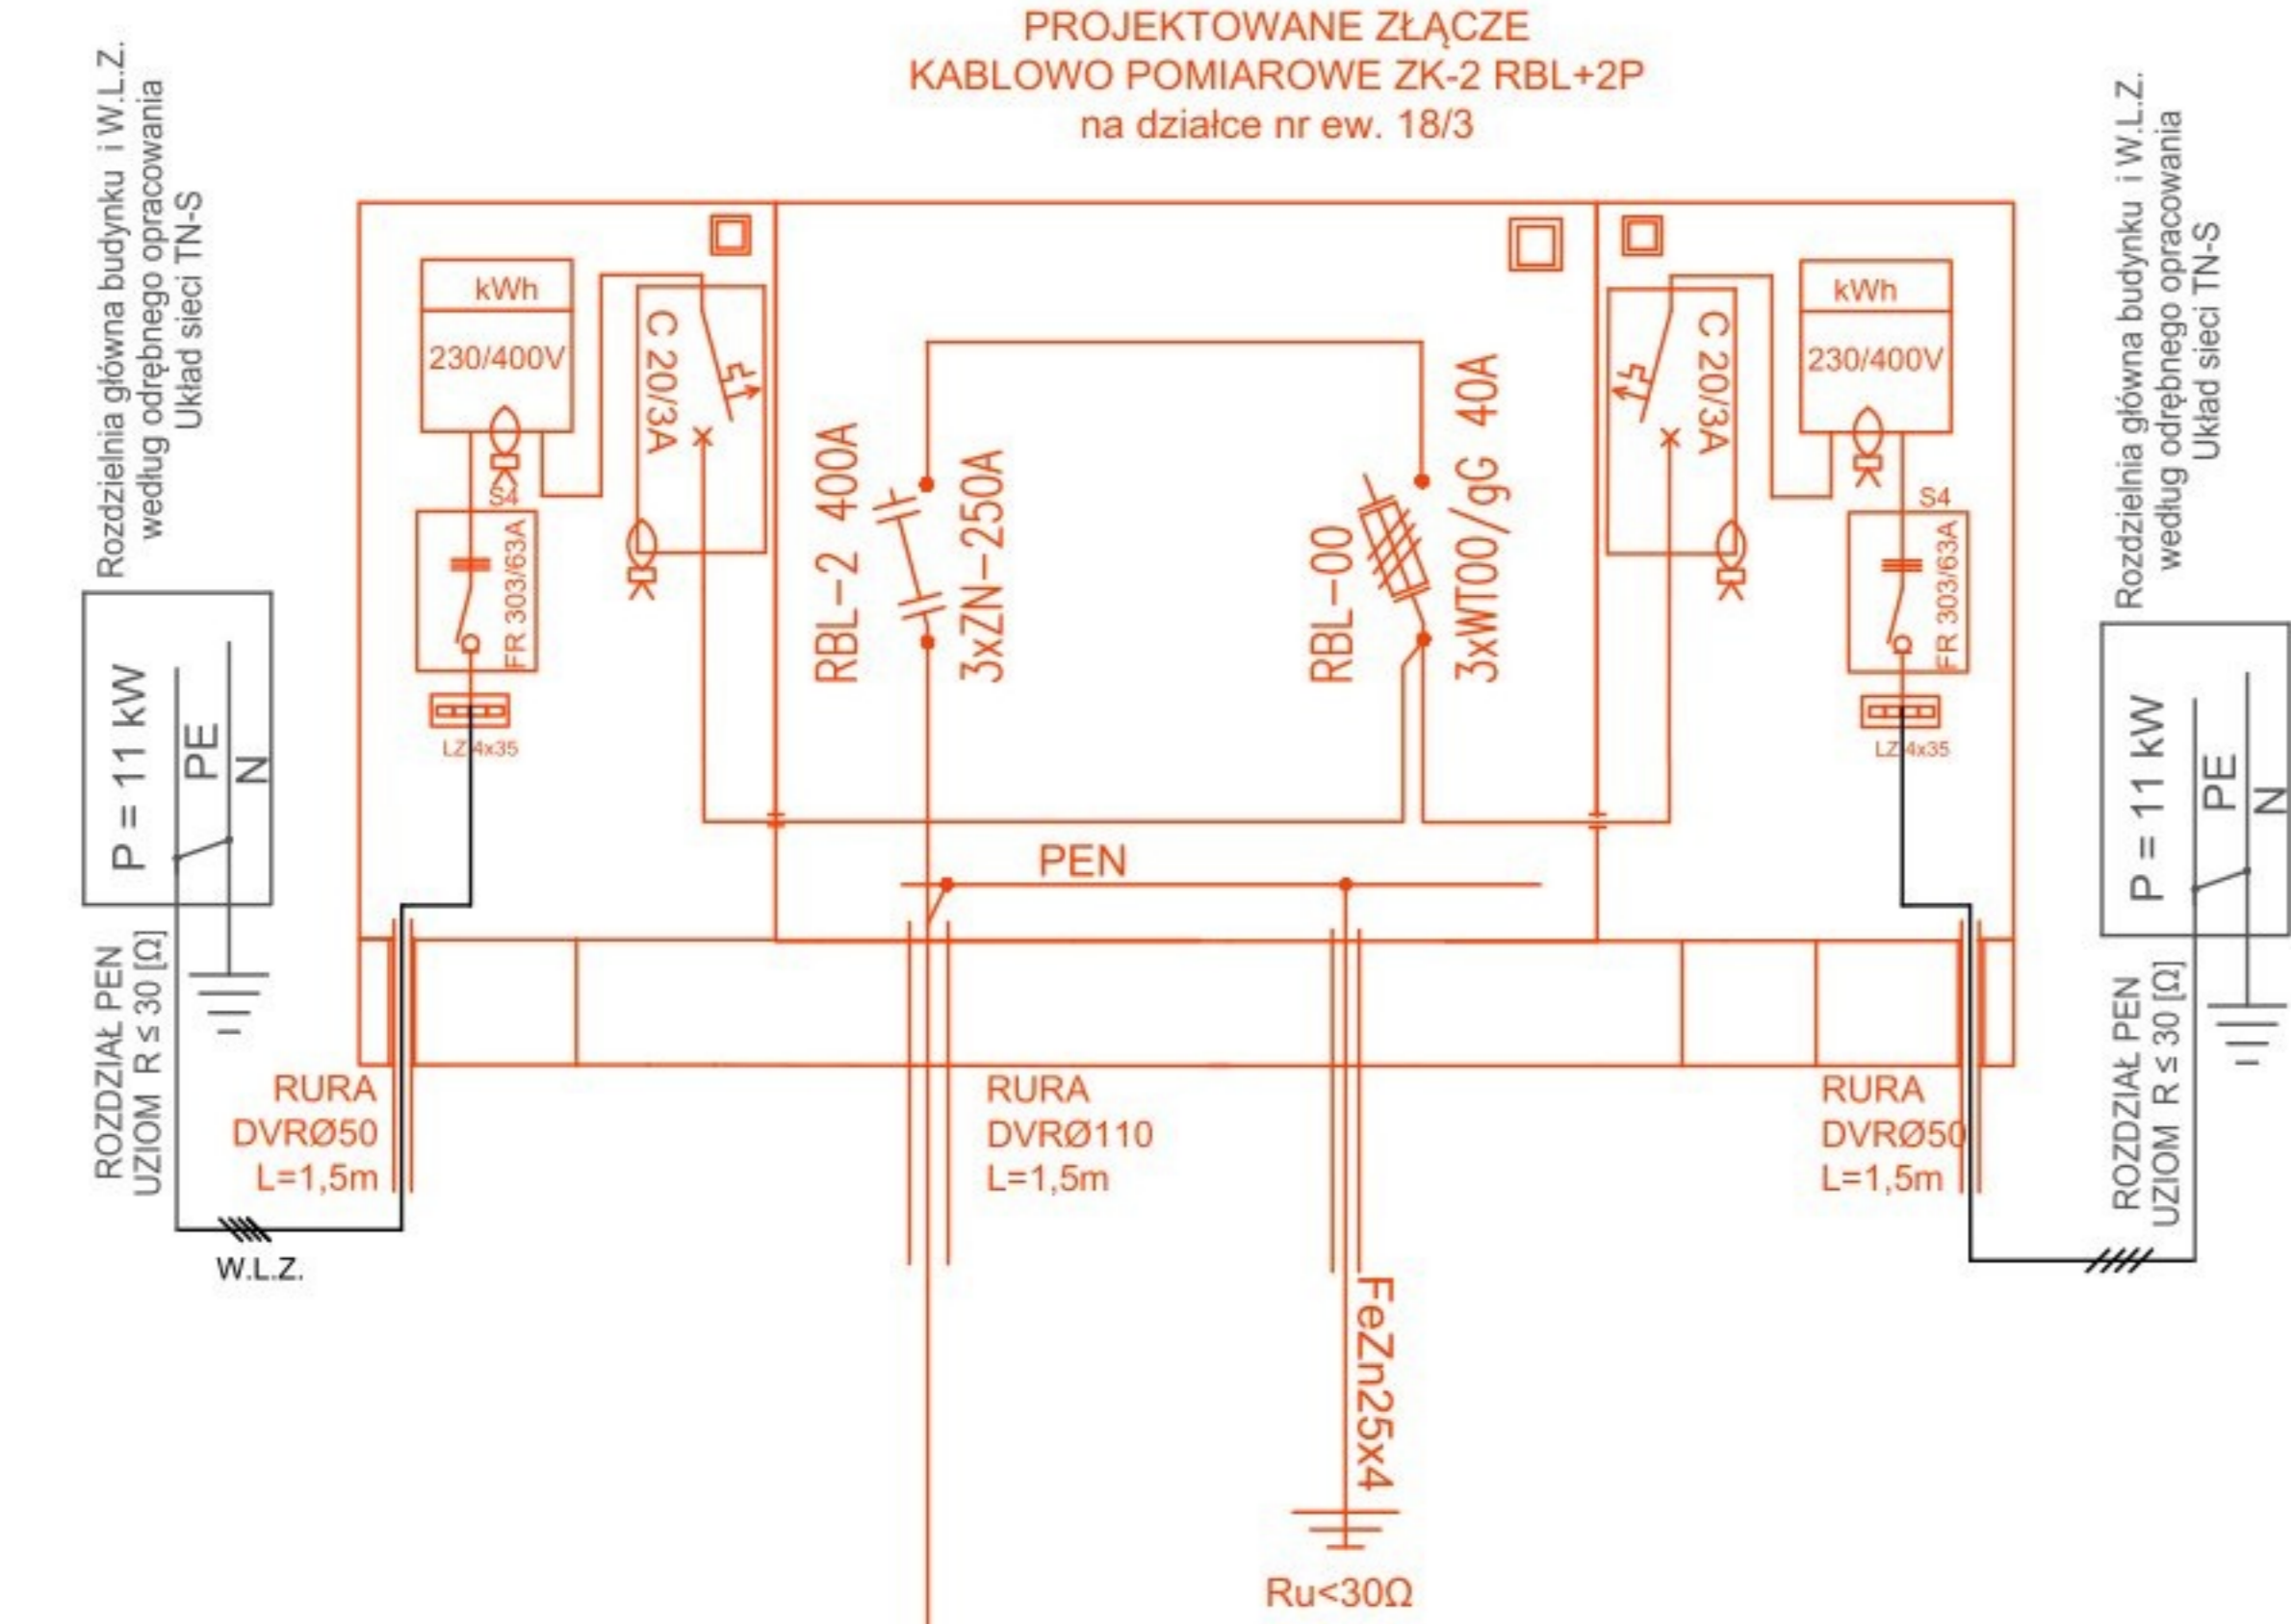 PROJEKTOWANE ZŁĄCZE
KABLOWO POMIAROWE ZK-2 RBL+2P
na działce nr ew. 18/3
Rozdzielnia główna budynku i W.L.Z.
według odrębnego opracowania
Układ sieci TN-S
P = 11 kW
PE
N
ROZDZIAŁ PEN
UZIOM R ≤ 30 [Ω]
kWh
230/400V
S4
FR 303/63A
LZ 4x35
C 20/3A
RBL-2 400A
3xZN-250A
RBL-00
3xWT00/gG 40A
C 20/3A
kWh
230/400V
S4
FR 303/63A
LZ 4x35
PEN
Rozdzielnia główna budynku i W.L.Z.
według odrębnego opracowania
Układ sieci TN-S
P = 11 kW
PE
N
ROZDZIAŁ PEN
UZIOM R ≤ 30 [Ω]
RURA
DVRØ50
L=1,5m
RURA
DVRØ110
L=1,5m
RURA
DVRØ50
L=1,5m
W.L.Z.
FeZn25x4
Ru<30Ω